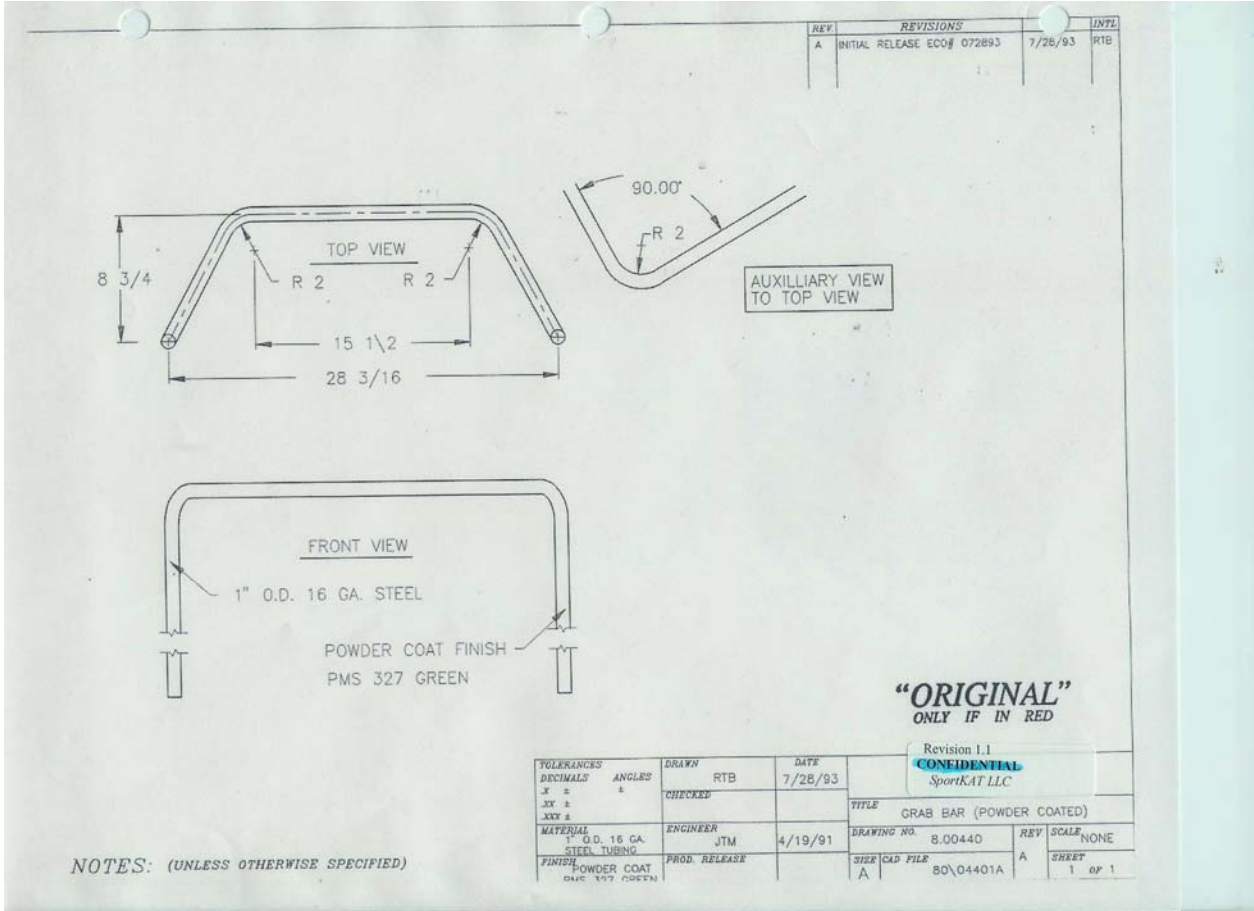 REV. REVISIONS INTL
A INITIAL RELEASE ECO# 072893 7/28/93 RTB
90.00°
R 2
8 3/4
TOP VIEW
R 2 R 2
15 1\2
28 3/16
AUXILLIARY VIEW
TO TOP VIEW
FRONT VIEW
1" O.D. 16 GA. STEEL
POWDER COAT FINISH
PMS 327 GREEN
"ORIGINAL"
ONLY IF IN RED
Revision 1.1
CONFIDENTIAL
SportKAT LLC
TOLERANCES
DECIMALS ANGLES
.X ± ±
.XX ±
.XXX ±
DRAWN
RTB
DATE
7/28/93
CHECKED
TITLE
GRAB BAR (POWDER COATED)
MATERIAL
1" O.D. 16 GA.
STEEL TUBING
ENGINEER
JTM
4/19/91
DRAWING NO.
8.00440
REV
A
SCALE
NONE
FINISH
POWDER COAT
PMS 327 GREEN
PROD. RELEASE
SIZE
A
CAD FILE
80\04401A
SHEET
1 OF 1
NOTES: (UNLESS OTHERWISE SPECIFIED)